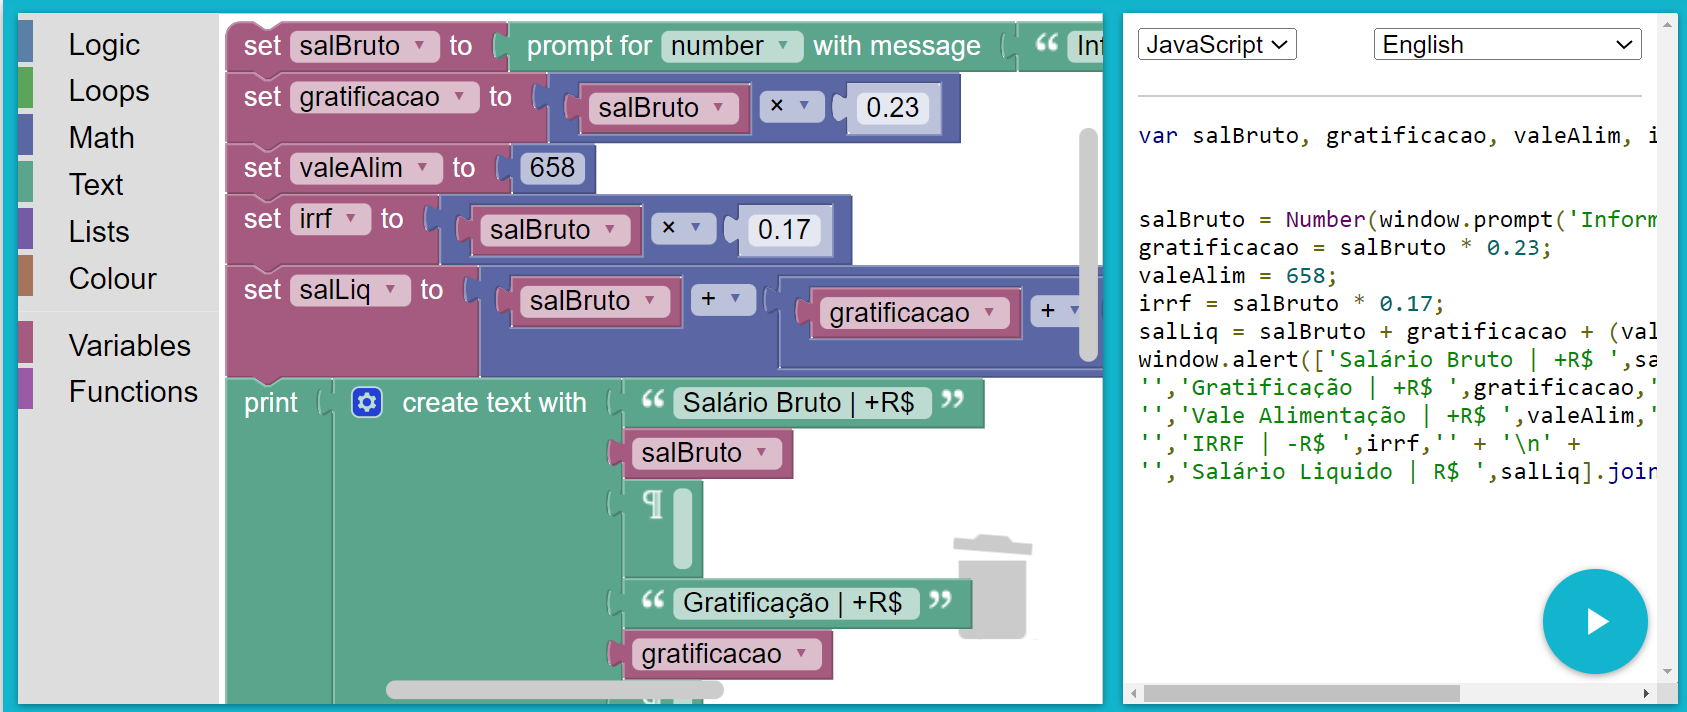 Logic
Loops
Math
Text
Lists
Colour
Variables
Functions
set salBruto to prompt for number with message “
set gratificacao to salBruto × 0.23
set valeAlim to 658
set irrf to salBruto × 0.17
set salLiq to salBruto + gratificacao +
print create text with “ Salário Bruto | +R$ ”
salBruto
¶
“ Gratificação | +R$ ”
gratificacao
JavaScript English
var salBruto, gratificacao, valeAlim,
salBruto = Number(window.prompt('Inform
gratificacao = salBruto * 0.23;
valeAlim = 658;
irrf = salBruto * 0.17;
salLiq = salBruto + gratificacao + (val
window.alert(['Salário Bruto | +R$ ',sa
'','Gratificação | +R$ ',gratificacao,'
'','Vale Alimentação | +R$ ',valeAlim,'
'','IRRF | -R$ ',irrf,'' + '\n' +
'','Salário Liquido | R$ ',salLiq].join